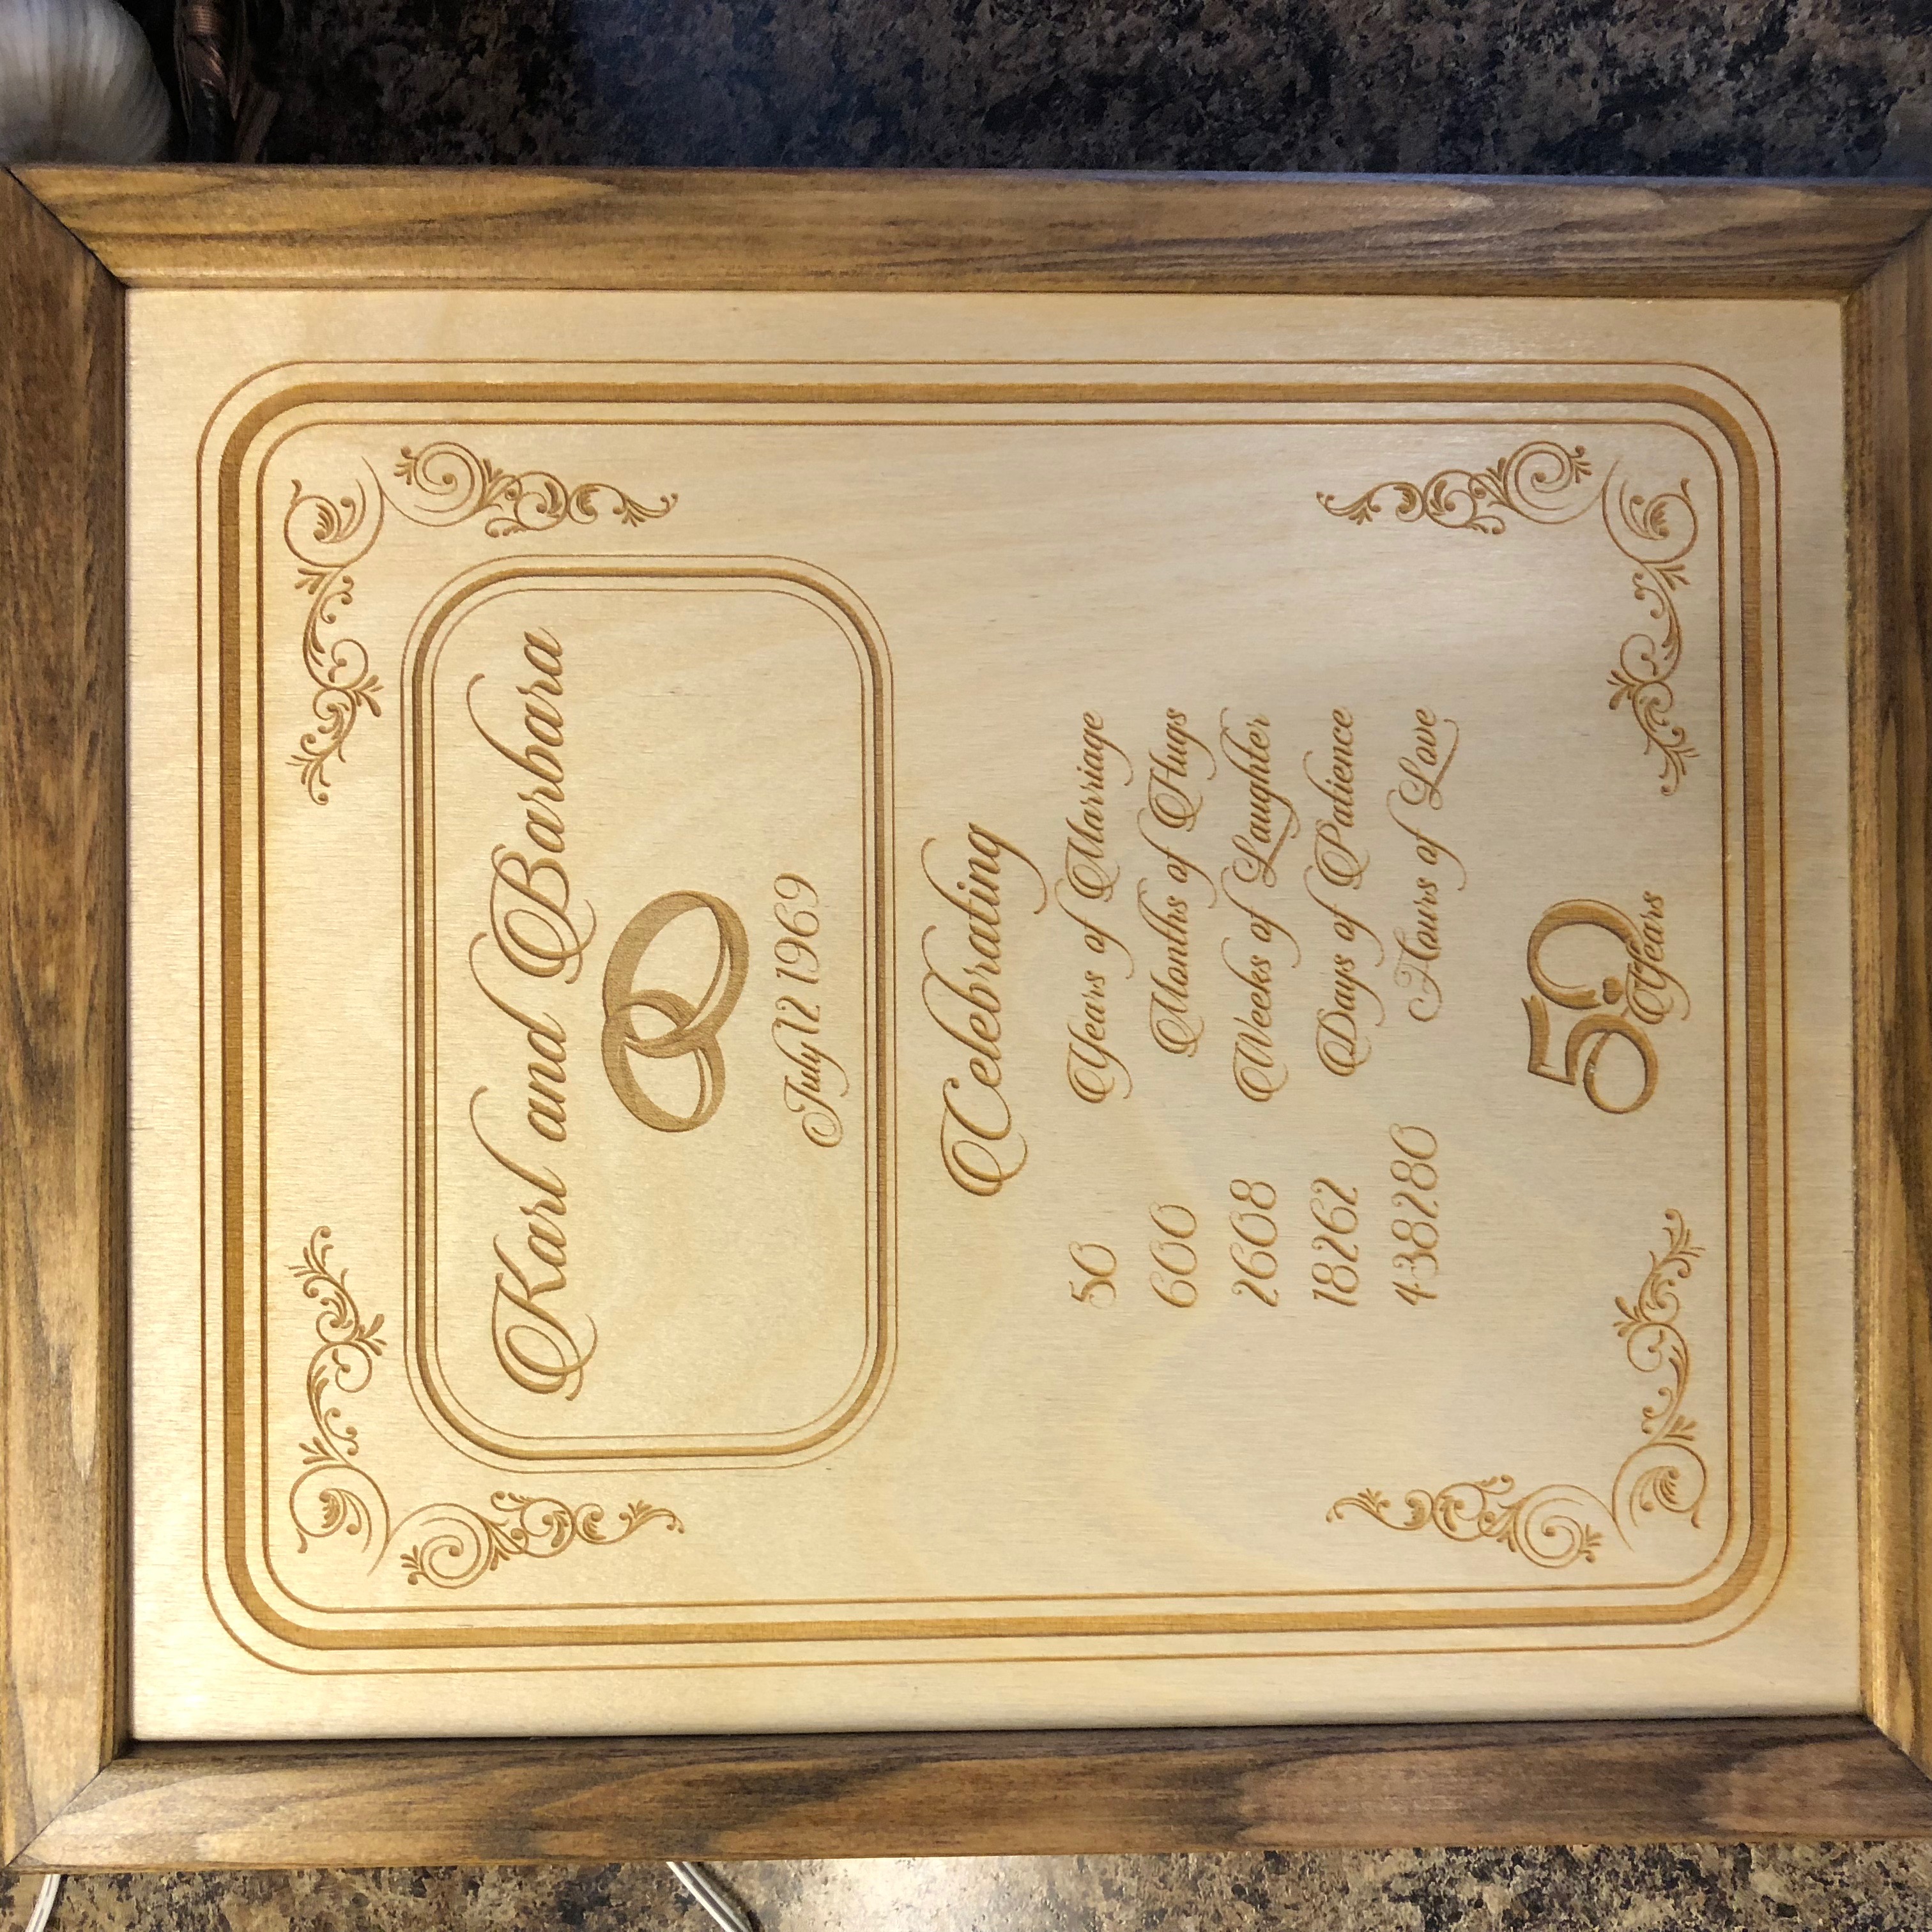 Karl and Barbara
July 12 1969
Celebrating
50 Years of Marriage
600 Months of Hugs
2608 Weeks of Laughter
18262 Days of Patience
438280 Hours of Love
50
Years